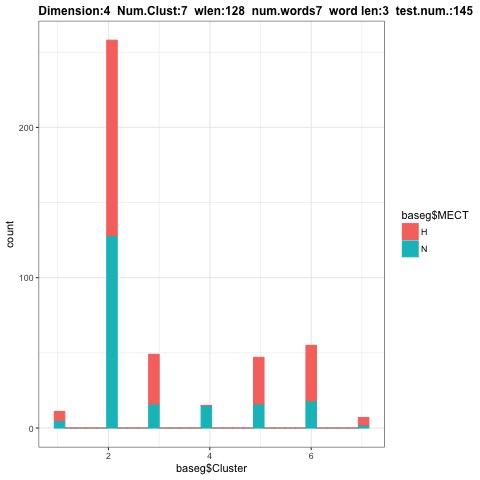 Dimension:4 Num.Clust:7 wlen:128 num.words7 word len:3 test.num.:145
count
200
100
0
2 4 6
baseg$Cluster
baseg$MECT
H
N